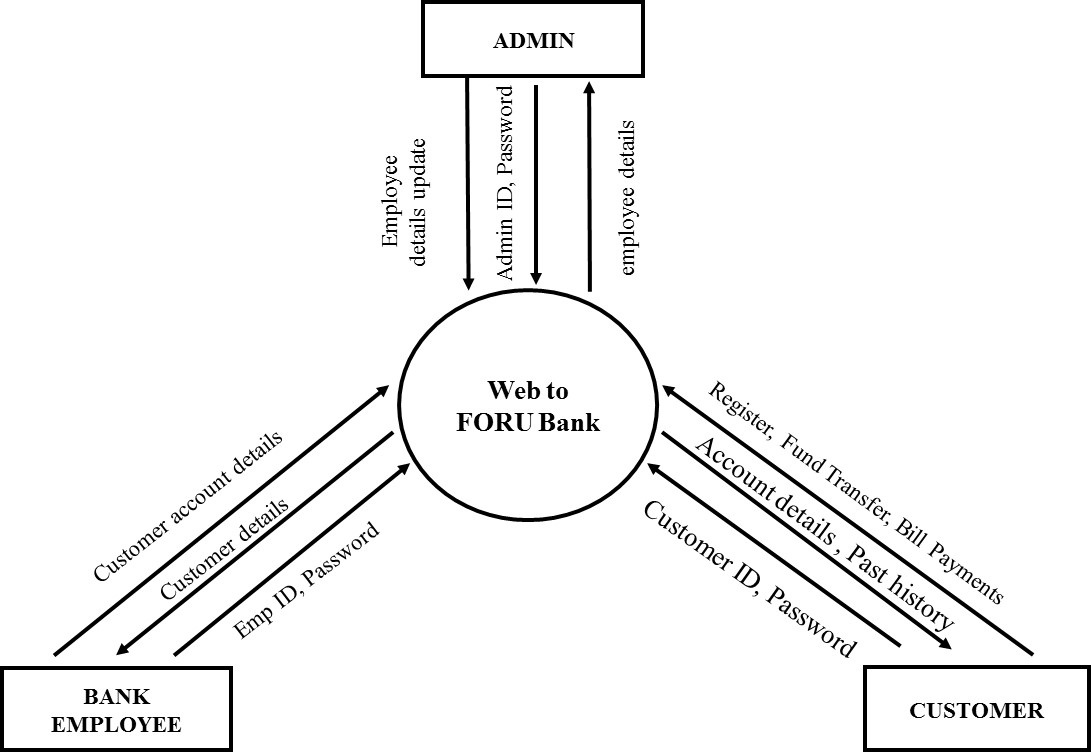 ADMIN
Employee
details update
Admin ID, Password
employee details
Web to
FORU Bank
Customer account details
Customer details
Emp ID, Password
Register, Fund Transfer, Bill Payments
Account details , Past history
Customer ID, Password
BANK
EMPLOYEE
CUSTOMER